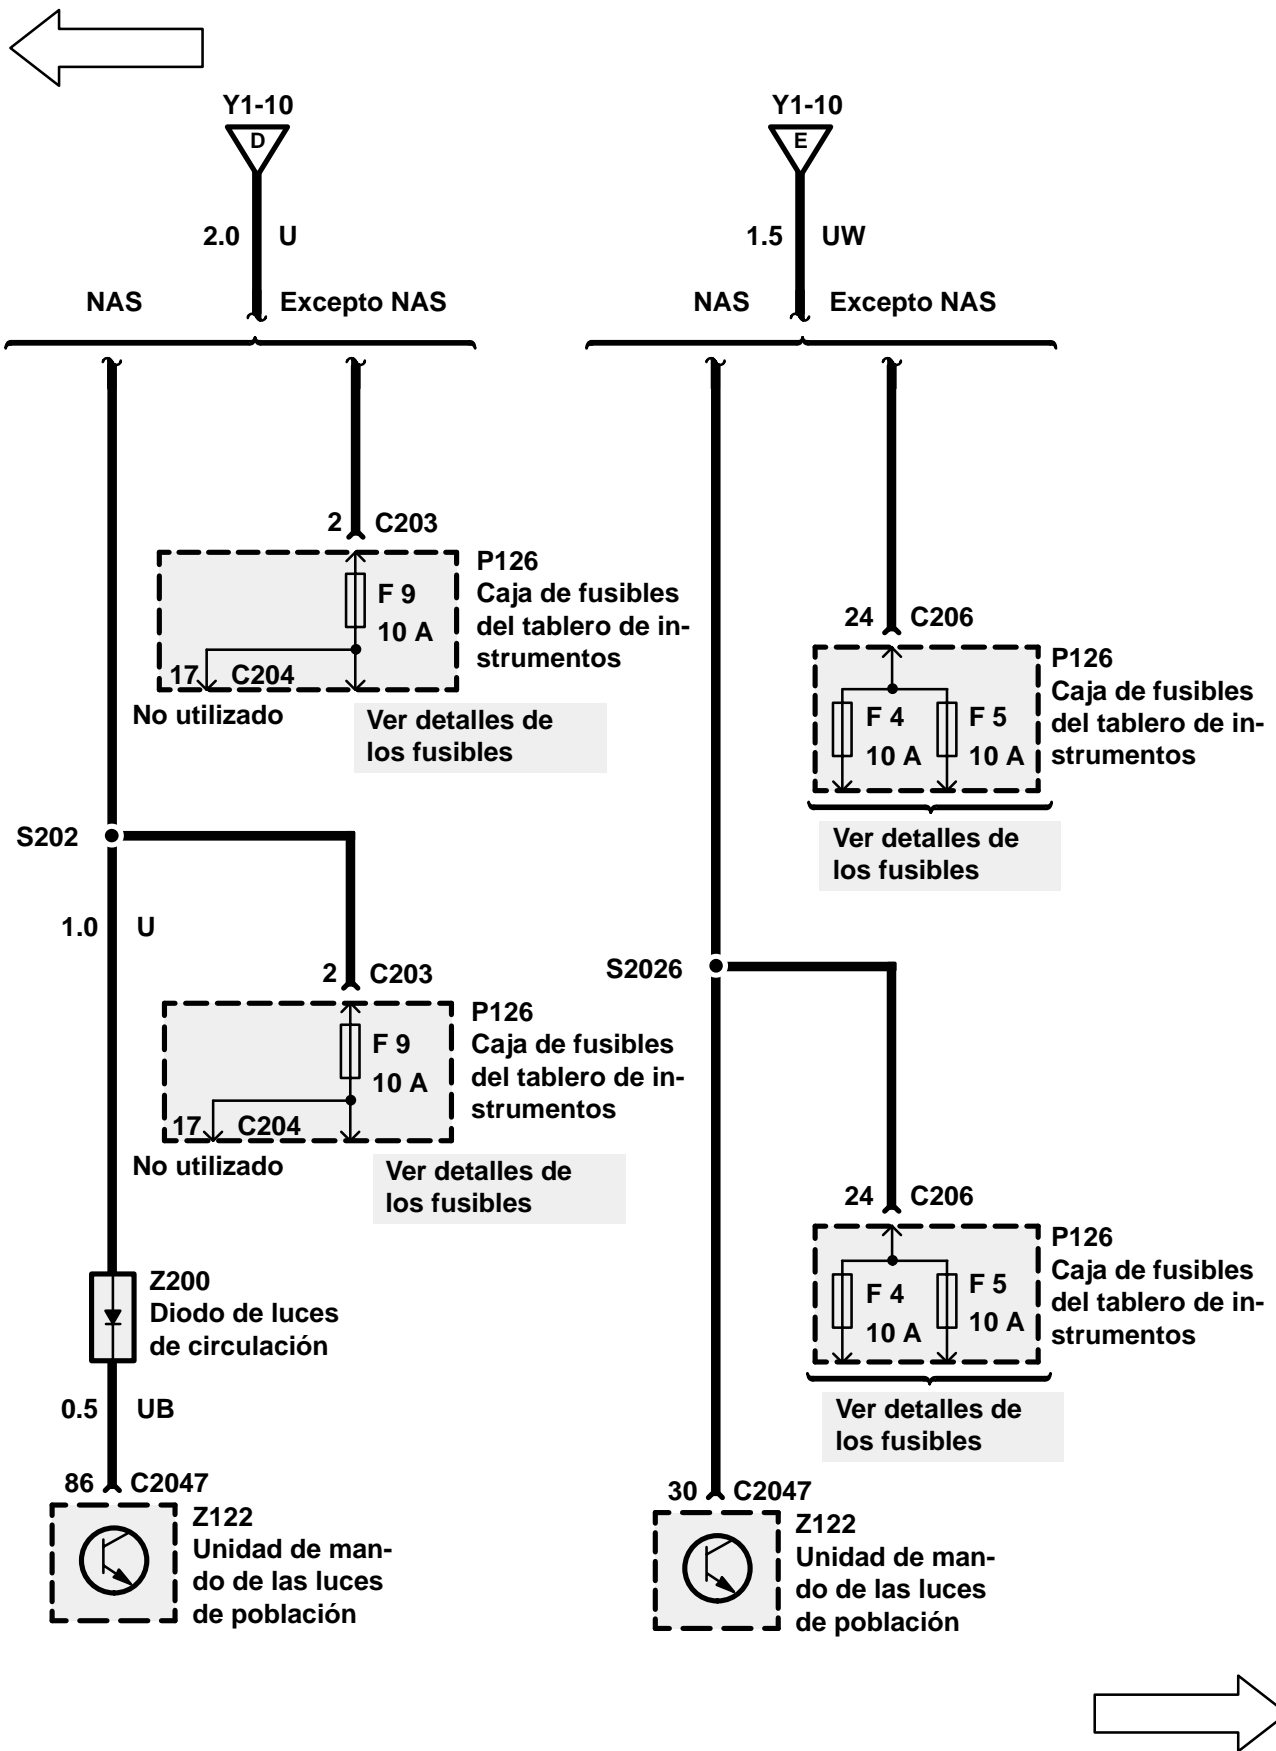 Y1-10
D
2.0 U
NAS
Excepto NAS
2 C203
P126
Caja de fusibles
del tablero de in-
strumentos
F 9
10 A
17 C204
No utilizado
Ver detalles de
los fusibles
S202
1.0 U
2 C203
P126
Caja de fusibles
del tablero de in-
strumentos
F 9
10 A
17 C204
No utilizado
Ver detalles de
los fusibles
Z200
Diodo de luces
de circulación
0.5 UB
86 C2047
Z122
Unidad de man-
do de las luces
de población
Y1-10
E
1.5 UW
NAS
Excepto NAS
24 C206
P126
Caja de fusibles
del tablero de in-
strumentos
F 4
10 A
F 5
10 A
Ver detalles de
los fusibles
S2026
24 C206
P126
Caja de fusibles
del tablero de in-
strumentos
F 4
10 A
F 5
10 A
Ver detalles de
los fusibles
30 C2047
Z122
Unidad de man-
do de las luces
de población